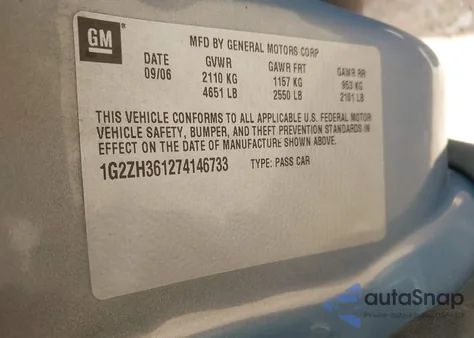 GM
MFD BY GENERAL MOTORS CORP
DATE GVWR GAWR FRT GAWR RR
09/06 2110 KG 1157 KG 953 KG
4651 LB 2550 LB 2101 LB
THIS VEHICLE CONFORMS TO ALL APPLICABLE U.S. FEDERAL MOTOR
VEHICLE SAFETY, BUMPER, AND THEFT PREVENTION STANDARDS IN
EFFECT ON THE DATE OF MANUFACTURE SHOWN ABOVE.
1G2ZH361274146733 TYPE: PASS CAR
autoSnap